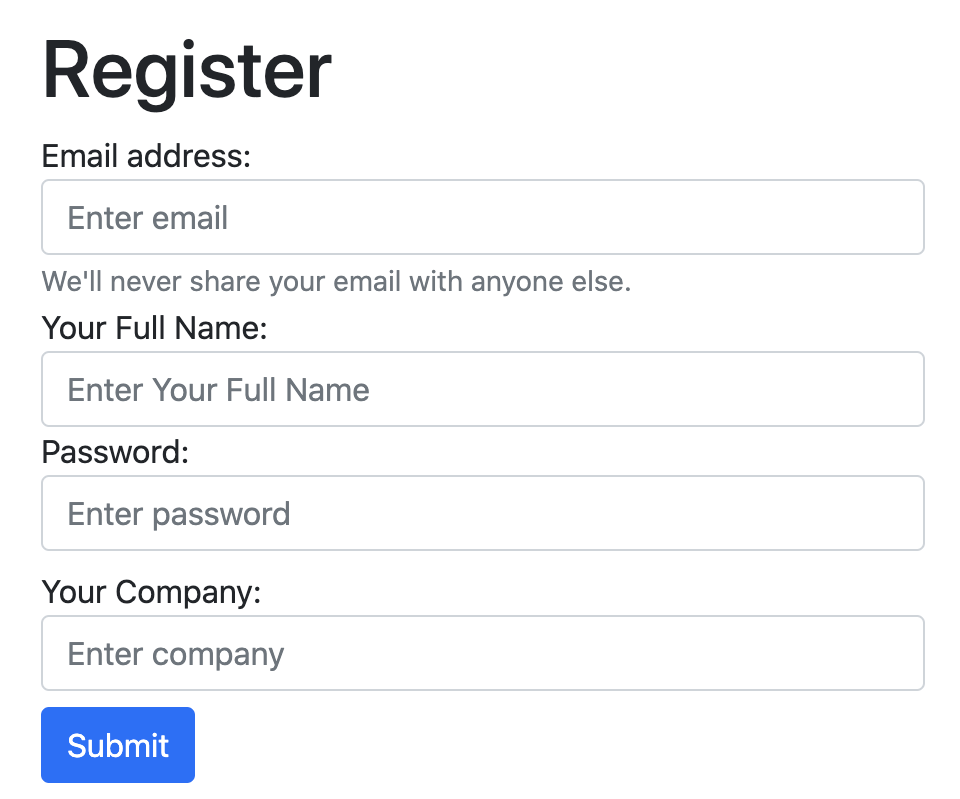 Register
Email address:
Enter email
We'll never share your email with anyone else.
Your Full Name:
Enter Your Full Name
Password:
Enter password
Your Company:
Enter company
Submit